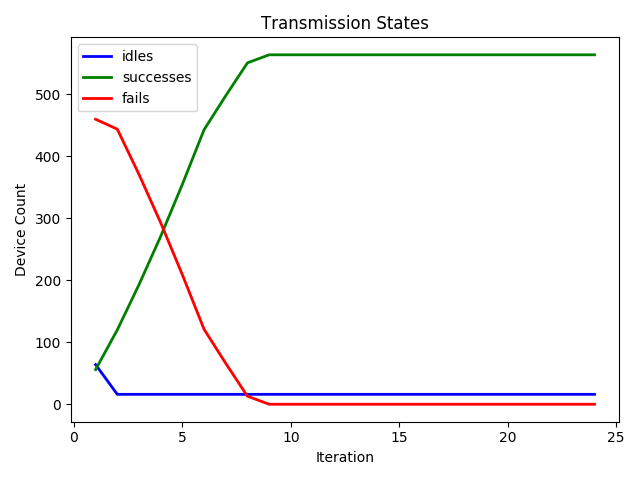 Transmission States
idles
successes
fails
Device Count
500
400
300
200
100
0
0 5 10 15 20 25
Iteration